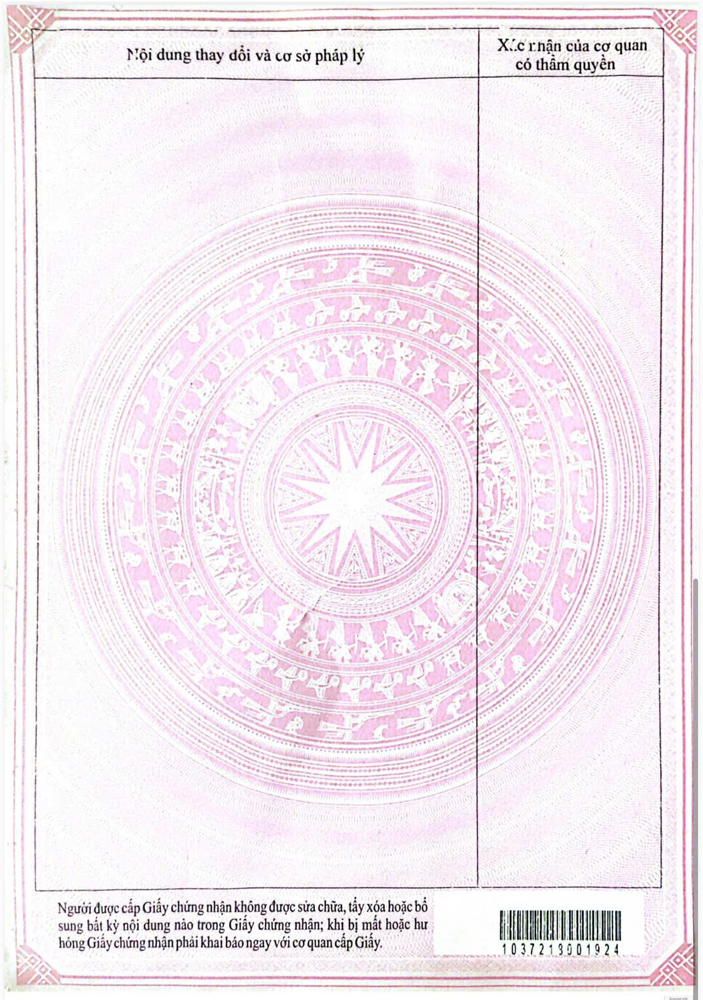 Nội dung thay đổi và cơ sở pháp lý
Xác nhận của cơ quan
có thẩm quyền
Người được cấp Giấy chứng nhận không được sửa chữa, tẩy xóa hoặc bổ
sung bất kỳ nội dung nào trong Giấy chứng nhận; khi bị mất hoặc hư
hỏng Giấy chứng nhận phải khai báo ngay với cơ quan cấp Giấy.
1037213001924